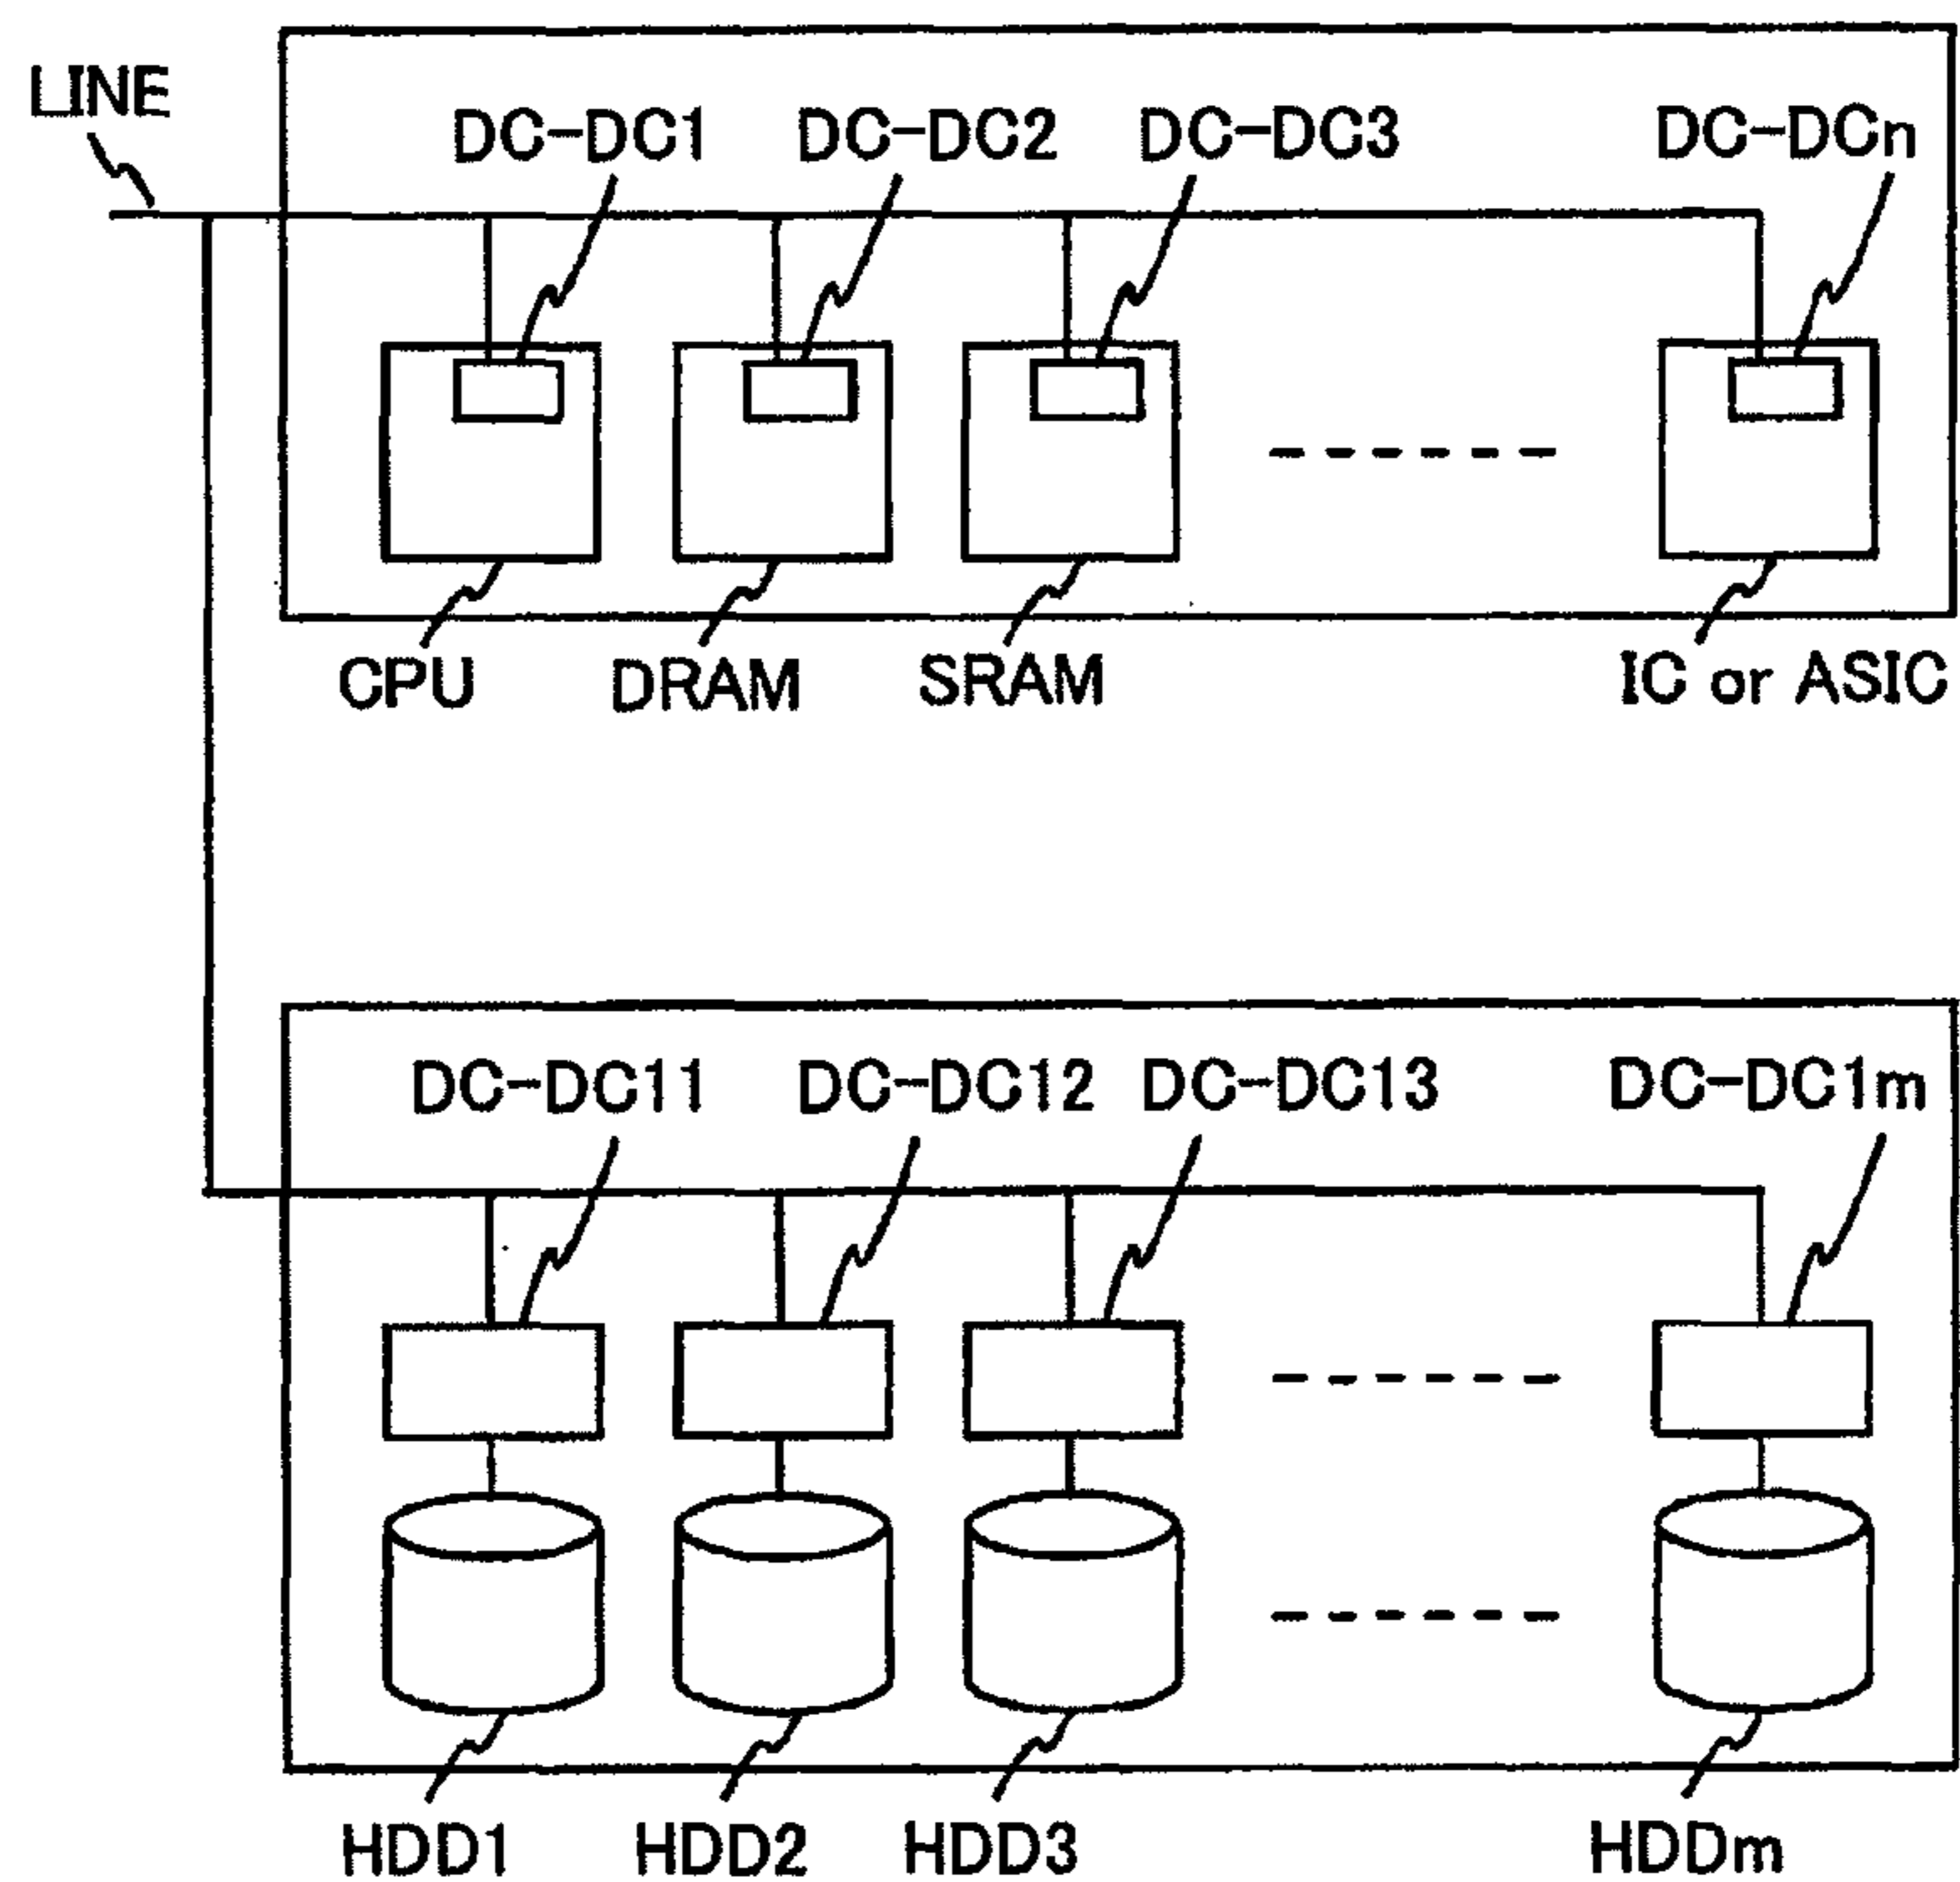 LINE
DC-DC1 DC-DC2 DC-DC3 DC-DCn
CPU DRAM SRAM IC or ASIC
DC-DC11 DC-DC12 DC-DC13 DC-DC1m
HDD1 HDD2 HDD3 HDDm